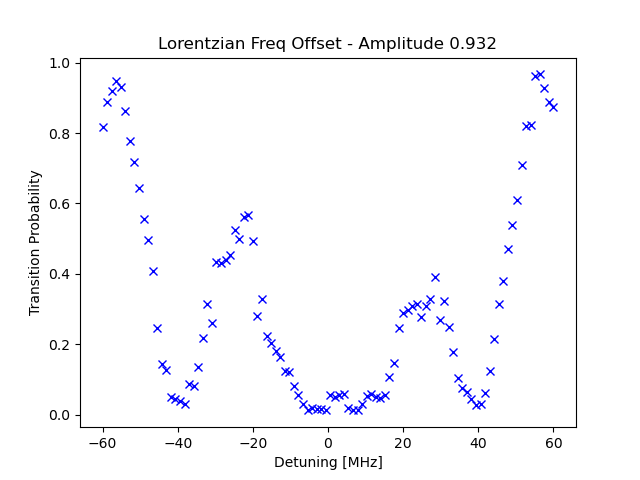 Lorentzian Freq Offset - Amplitude 0.932
1.0
0.8
0.6
0.4
0.2
0.0
Transition Probability
−60 −40 −20 0 20 40 60
Detuning [MHz]